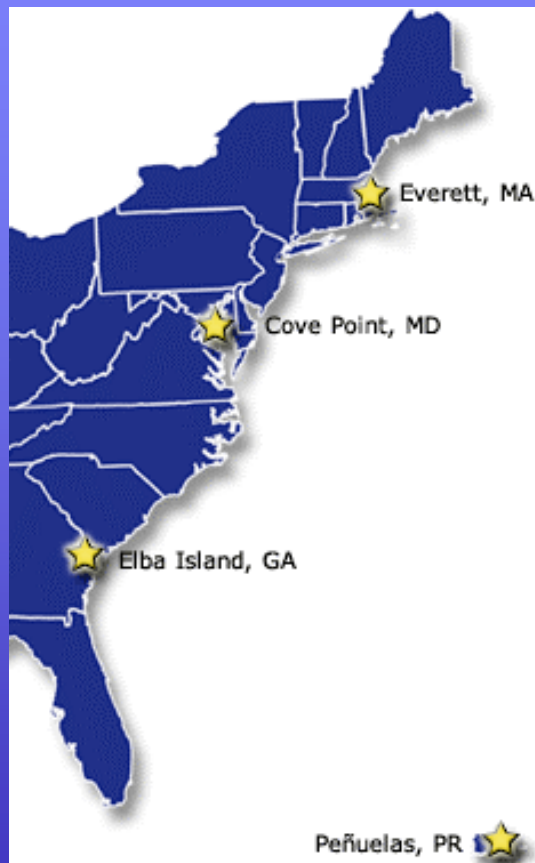 Everett, MA
Cove Point, MD
Elba Island, GA
Peñuelas, PR